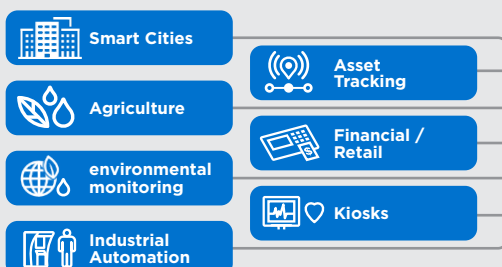 Smart Cities
Asset
Tracking
Agriculture
Financial /
Retail
$
environmental
monitoring
Kiosks
Industrial
Automation